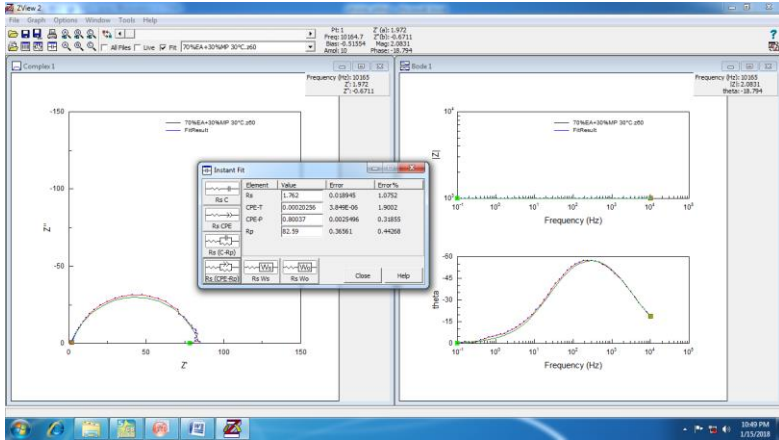 ZView 2
File Graph Options Window Tools Help
All Files Live Fit 70%EA+30%MP 30°C.z60
Pt: 1
Freq: 10164.7
Bias: -0.51554
Ampl: 10
Z' (a): 1.972
Z''(b): -0.6711
Mag: 2.0831
Phase: -18.794
Complex 1
Frequency (Hz): 10165
Z': 1.972
Z'': -0.6711
70%EA+30%MP 30°C.z60
FitResult
-150
-100
-50
0
0 50 100 150
Z''
Z'
Bode 1
Frequency (Hz): 10165
|Z|: 2.0831
theta: -18.794
70%EA+30%MP 30°C.z60
FitResult
|Z|
Frequency (Hz)
-60
-45
-30
-15
0
theta
Frequency (Hz)
Instant Fit
Element Value Error Error%
Rs 1.762 0.018945 1.0752
CPE-T 0.00020256 3.849E-06 1.9002
CPE-P 0.80037 0.0025496 0.31855
Rp 82.59 0.36561 0.44268
Rs C
Rs CPE
Rs (C-Rp)
Rs (CPE-Rp) Rs Ws Rs Wo
Close Help
10:49 PM
1/15/2018